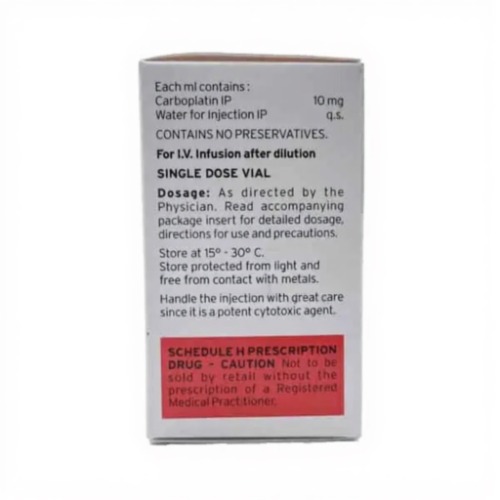 Each ml contains :
Carboplatin IP 10 mg
Water for Injection IP q.s.
CONTAINS NO PRESERVATIVES.
For I.V. Infusion after dilution
SINGLE DOSE VIAL
Dosage: As directed by the
Physician. Read accompanying
package insert for detailed dosage,
directions for use and precautions.
Store at 15º - 30º C.
Store protected from light and
free from contact with metals.
Handle the injection with great care
since it is a potent cytotoxic agent.
SCHEDULE H PRESCRIPTION
DRUG - CAUTION Not to be
sold by retail without the
prescription of a Registered
Medical Practitioner.